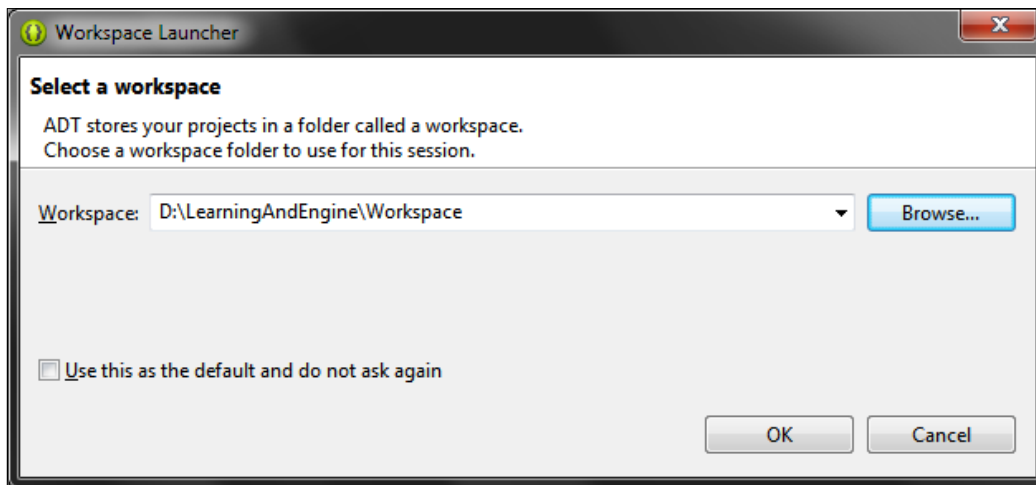 Workspace Launcher
Select a workspace
ADT stores your projects in a folder called a workspace.
Choose a workspace folder to use for this session.
Workspace: D:\LearningAndEngine\Workspace Browse...
Use this as the default and do not ask again
OK Cancel